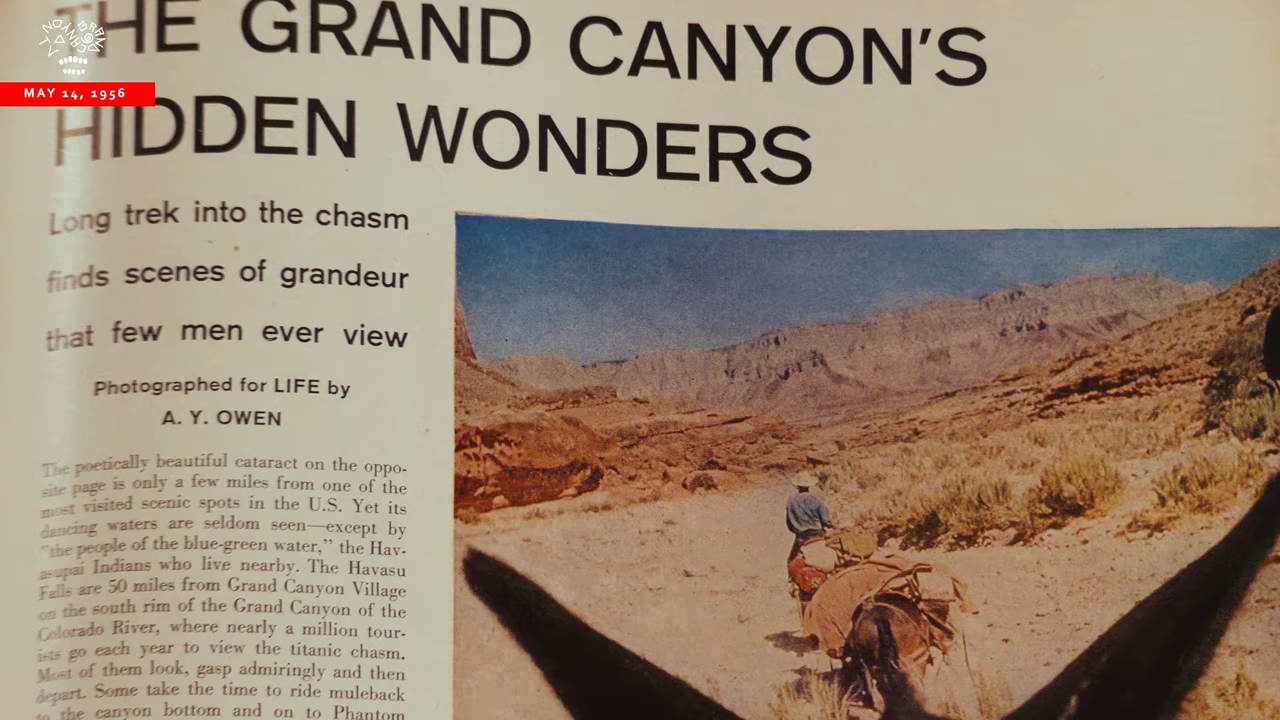 GRAND CANYON
MAY 14, 1956
THE GRAND CANYON'S
HIDDEN WONDERS
Long trek into the chasm
finds scenes of grandeur
that few men ever view
Photographed for LIFE by
A. Y. OWEN
The poetically beautiful cataract on the oppo-
site page is only a few miles from one of the
most visited scenic spots in the U.S. Yet its
dancing waters are seldom seen—except by
"the people of the blue-green water," the Hav-
asupai Indians who live nearby. The Havasu
Falls are 50 miles from Grand Canyon Village
on the south rim of the Grand Canyon of the
Colorado River, where nearly a million tour-
ists go each year to view the titanic chasm.
Most of them look, gasp admiringly and then
depart. Some take the time to ride muleback
to the canyon bottom and on to Phantom